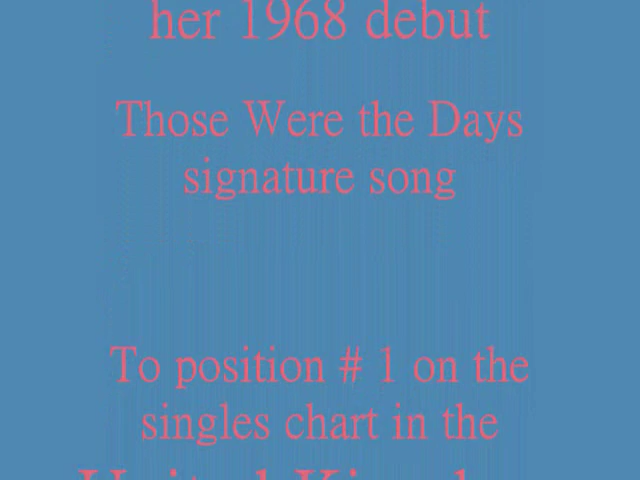 her 1968 debut
Those Were the Days
signature song
To position # 1 on the
singles chart in the